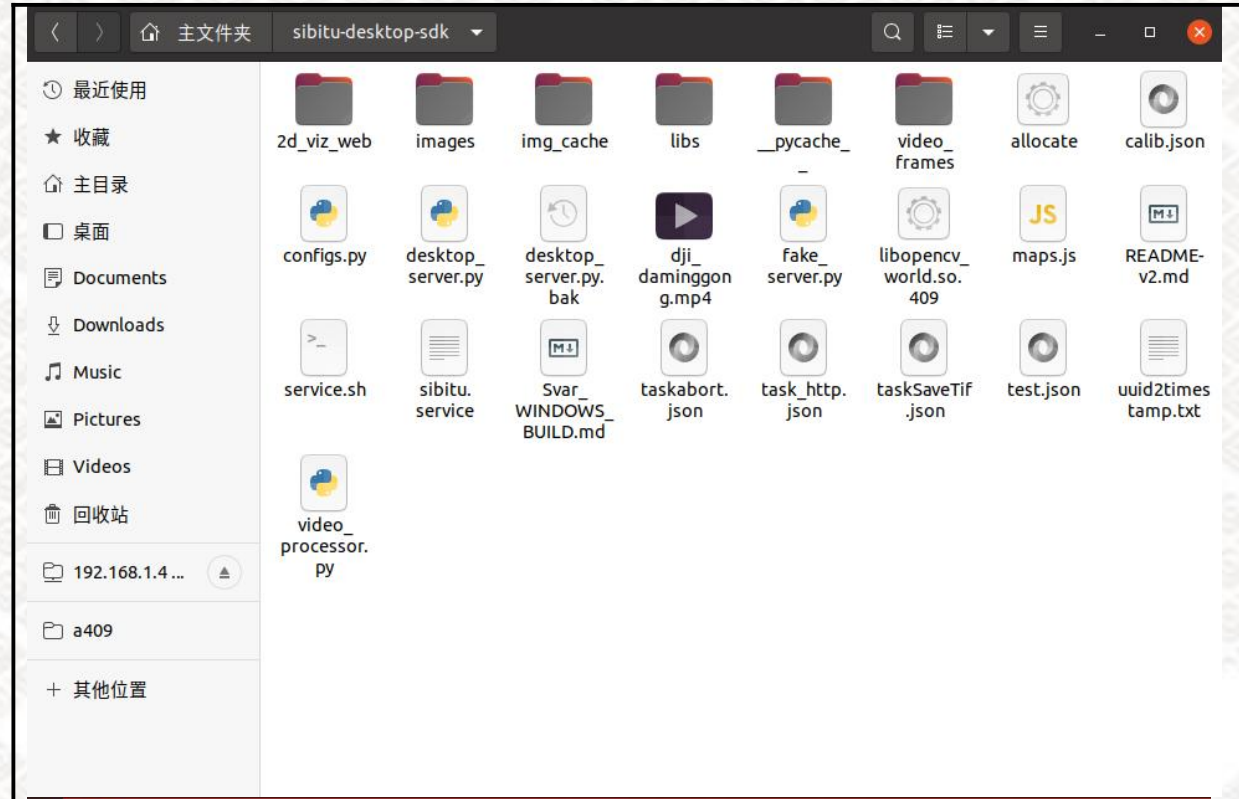 主文件夹 sibitu-desktop-sdk
最近使用
收藏
主目录
桌面
Documents
Downloads
Music
Pictures
Videos
回收站
192.168.1.4 ...
a409
其他位置
2d_viz_web
images
img_cache
libs
__pycache_
_
video_
frames
allocate
calib.json
configs.py
desktop_
server.py
desktop_
server.py.
bak
dji_
daminggon
g.mp4
fake_
server.py
libopencv_
world.so.
409
JS
maps.js
M↓
README-
v2.md
>_
service.sh
sibitu.
service
M↓
Svar_
WINDOWS_
BUILD.md
taskabort.
json
task_http.
json
taskSaveTif
.json
test.json
uuid2times
tamp.txt
video_
processor.
py